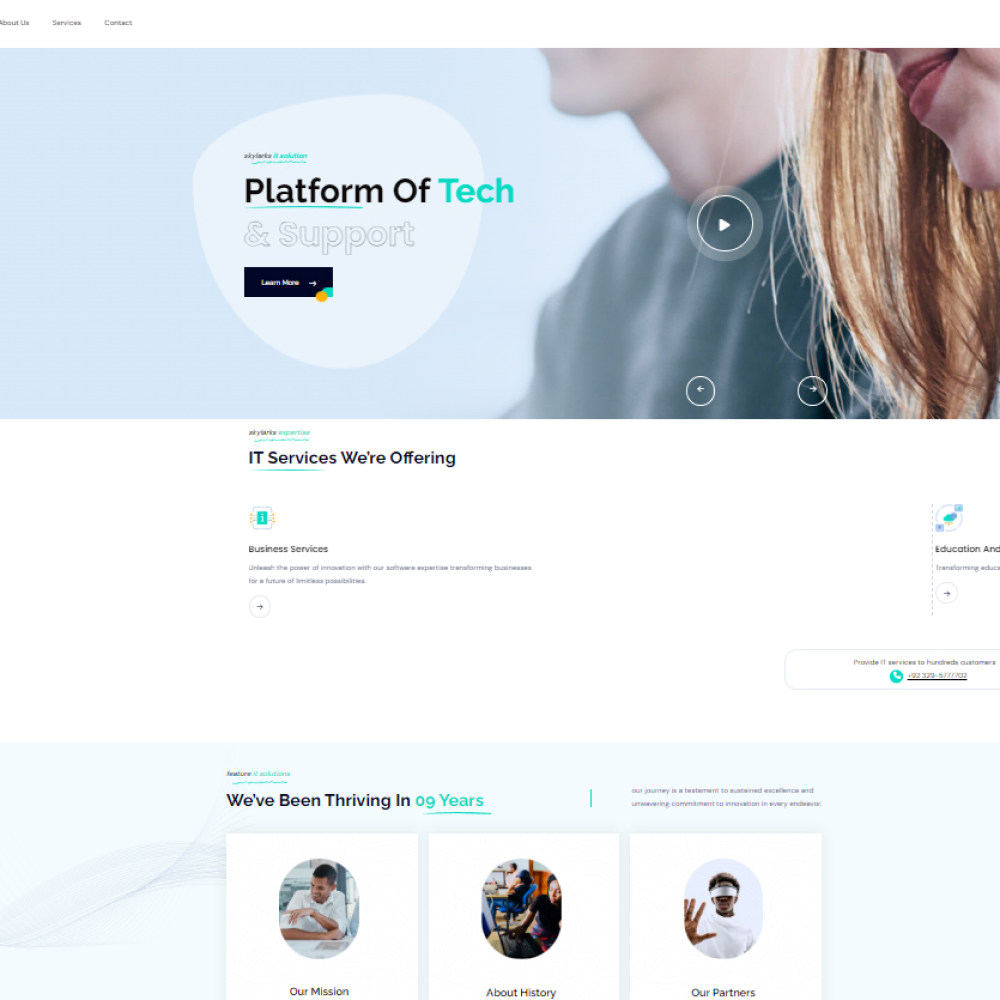 About Us Services Contact
skylarks it solution
Platform Of Tech
& Support
Learn More
skylarks expertise
IT Services We're Offering
Business Services
Unleash the power of innovation with our software expertise transforming businesses
for a future of limitless possibilities.
Education And
Transforming educa
Provide IT services to hundreds customers
+92 329-5777702
feature it solutions
We've Been Thriving In 09 Years
our journey is a testament to sustained excellence and
unwavering commitment to innovation in every endeavor.
Our Mission
About History
Our Partners